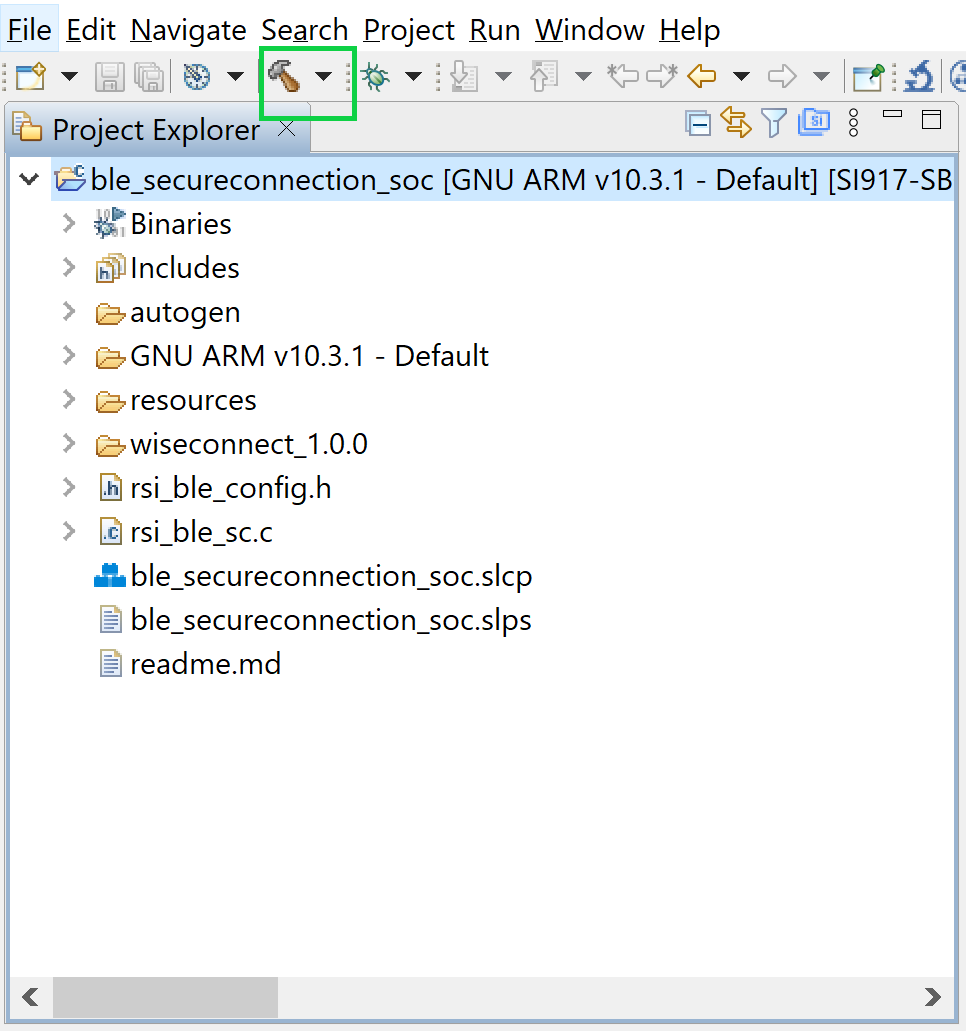 File Edit Navigate Search Project Run Window Help
Project Explorer
ble_secureconnection_soc [GNU ARM v10.3.1 - Default] [SI917-SB
Binaries
Includes
autogen
GNU ARM v10.3.1 - Default
resources
wiseconnect_1.0.0
rsi_ble_config.h
rsi_ble_sc.c
ble_secureconnection_soc.slcp
ble_secureconnection_soc.slps
readme.md